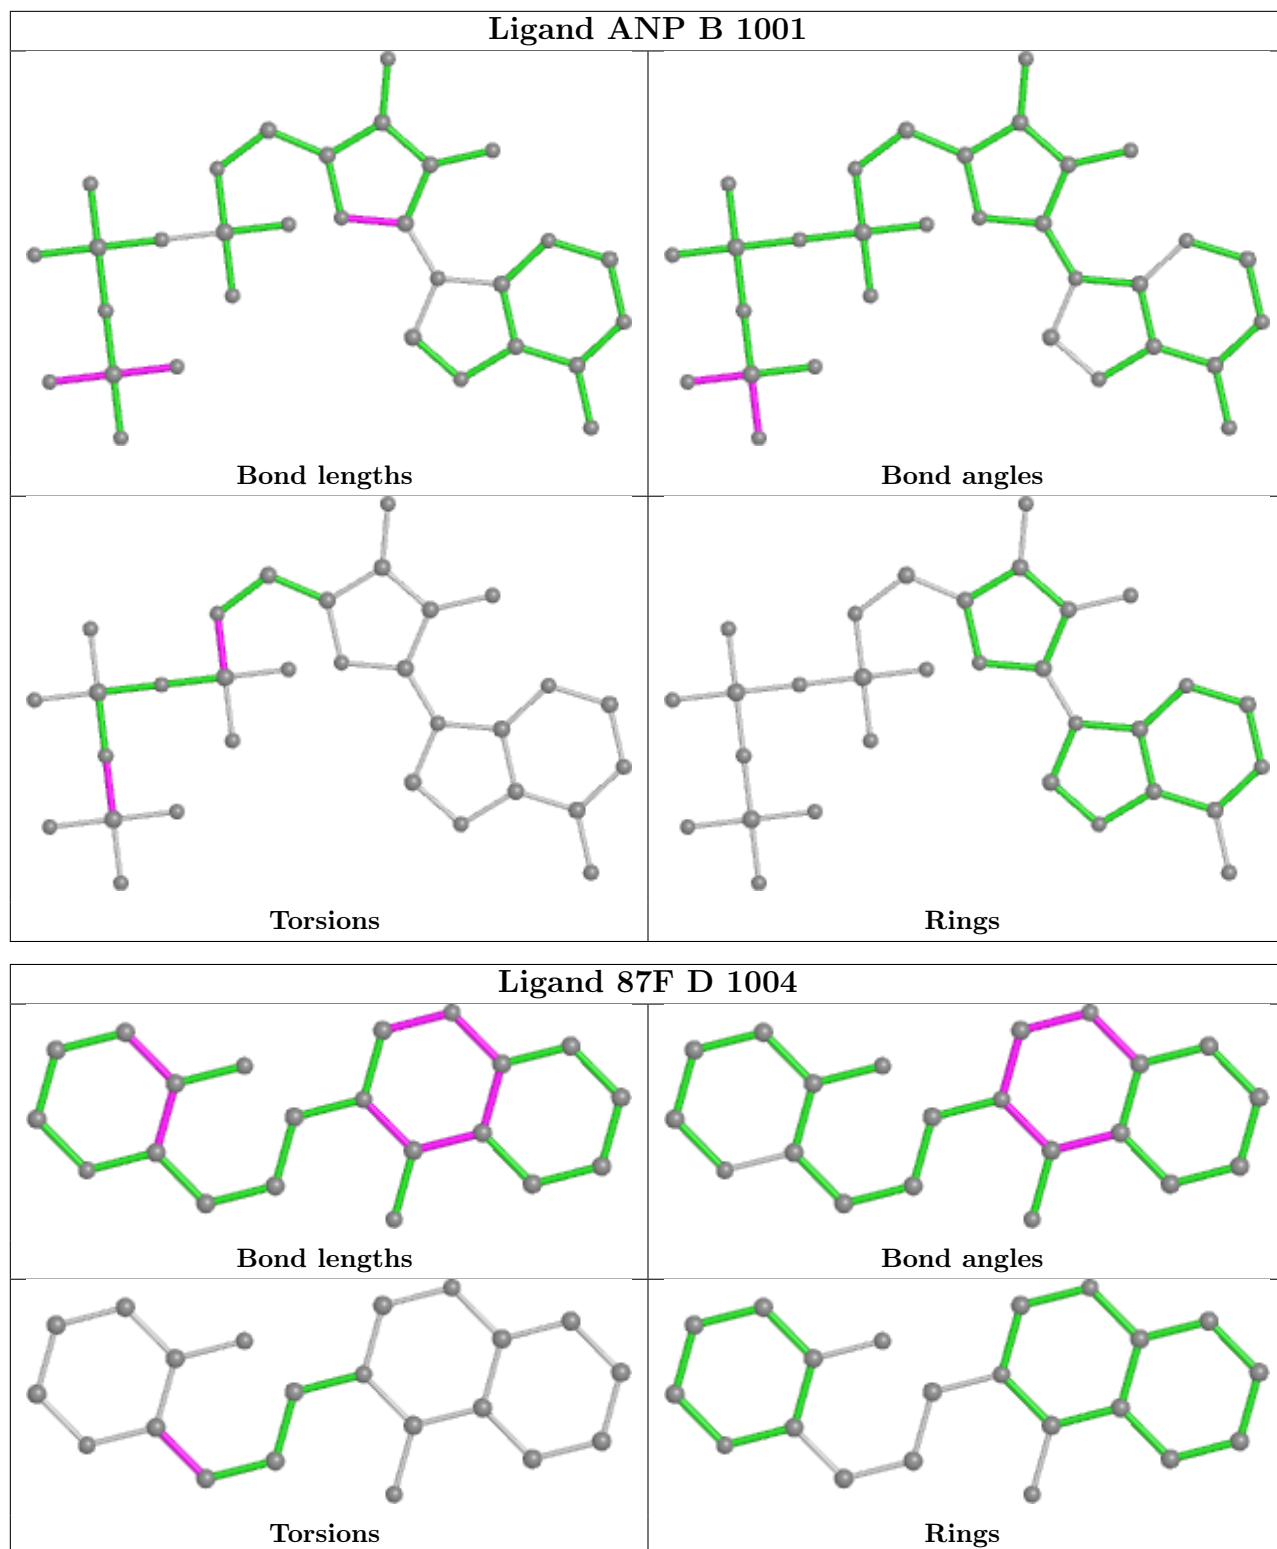 Ligand ANP B 1001
Bond lengths
Bond angles
Torsions
Rings
Ligand 87F D 1004
Bond lengths
Bond angles
Torsions
Rings